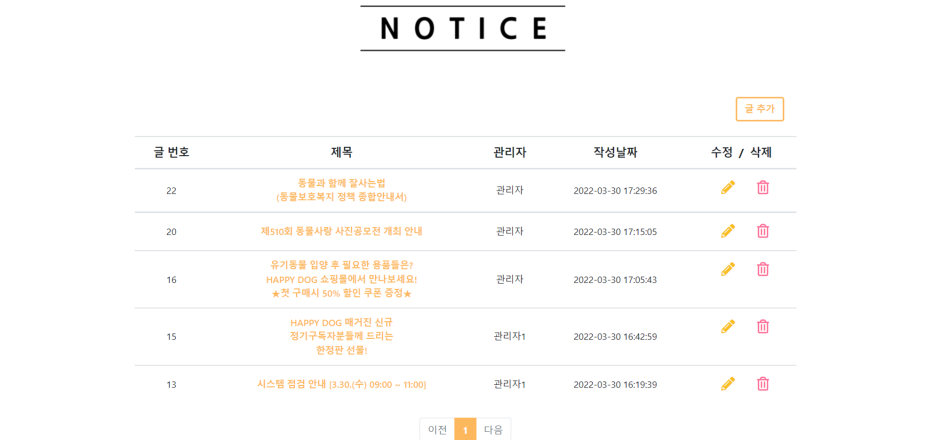 NOTICE
글 추가
글 번호 제목 관리자 작성날짜 수정 / 삭제
동물과 함께 잘사는법
22 (동물보호복지 정책 종합안내서) 관리자 2022-03-30 17:29:36
20 제510회 동물사랑 사진공모전 개최 안내 관리자 2022-03-30 17:15:05
유기동물 입양 후 필요한 용품들은?
16 HAPPY DOG 쇼핑몰에서 만나보세요! 관리자 2022-03-30 17:05:43
★첫 구매시 50% 할인 쿠폰 증정★
HAPPY DOG 매거진 신규
15 정기구독자분들께 드리는 관리자1 2022-03-30 16:42:59
한정판 선물!
13 시스템 점검 안내 [3.30.(수) 09:00 ~ 11:00] 관리자1 2022-03-30 16:19:39
이전 1 다음